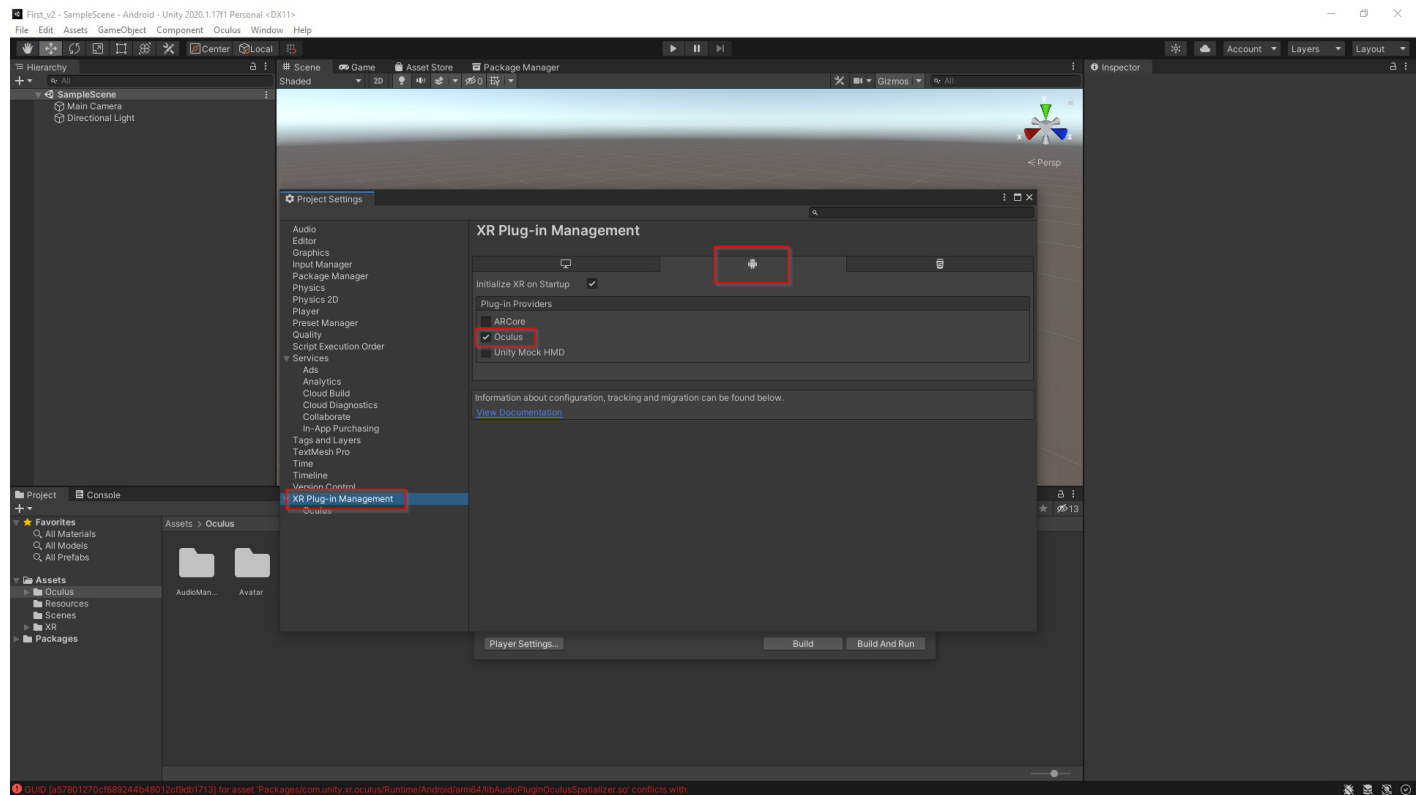 First_v2 - SampleScene - Android - Unity 2020.1.17f1 Personal <DX11>
File Edit Assets GameObject Component Oculus Window Help
Center Local Account Layers Layout
Hierarchy
All
SampleScene
Main Camera
Directional Light
Scene Game Asset Store Package Manager
Shaded 2D 0 Gizmos All
y
x z
Persp
Inspector
Project Settings
Audio
Editor
Graphics
Input Manager
Package Manager
Physics
Physics 2D
Player
Preset Manager
Quality
Script Execution Order
Services
Ads
Analytics
Cloud Build
Cloud Diagnostics
Collaborate
In-App Purchasing
Tags and Layers
TextMesh Pro
Time
Timeline
Version Control
XR Plug-in Management
Oculus
XR Plug-in Management
Initialize XR on Startup
Plug-in Providers
ARCore
Oculus
Unity Mock HMD
Information about configuration, tracking and migration can be found below.
View Documentation
Player Settings... Build Build And Run
Project Console
13
Favorites
All Materials
All Models
All Prefabs
Assets
Oculus
Resources
Scenes
XR
Packages
Assets > Oculus
AudioMan... Avatar
GUID [a57801270cf689244b48012cf9db1713] for asset 'Packages/com.unity.xr.oculus/Runtime/Android/arm64/libAudioPluginOculusSpatializer.so' conflicts with: